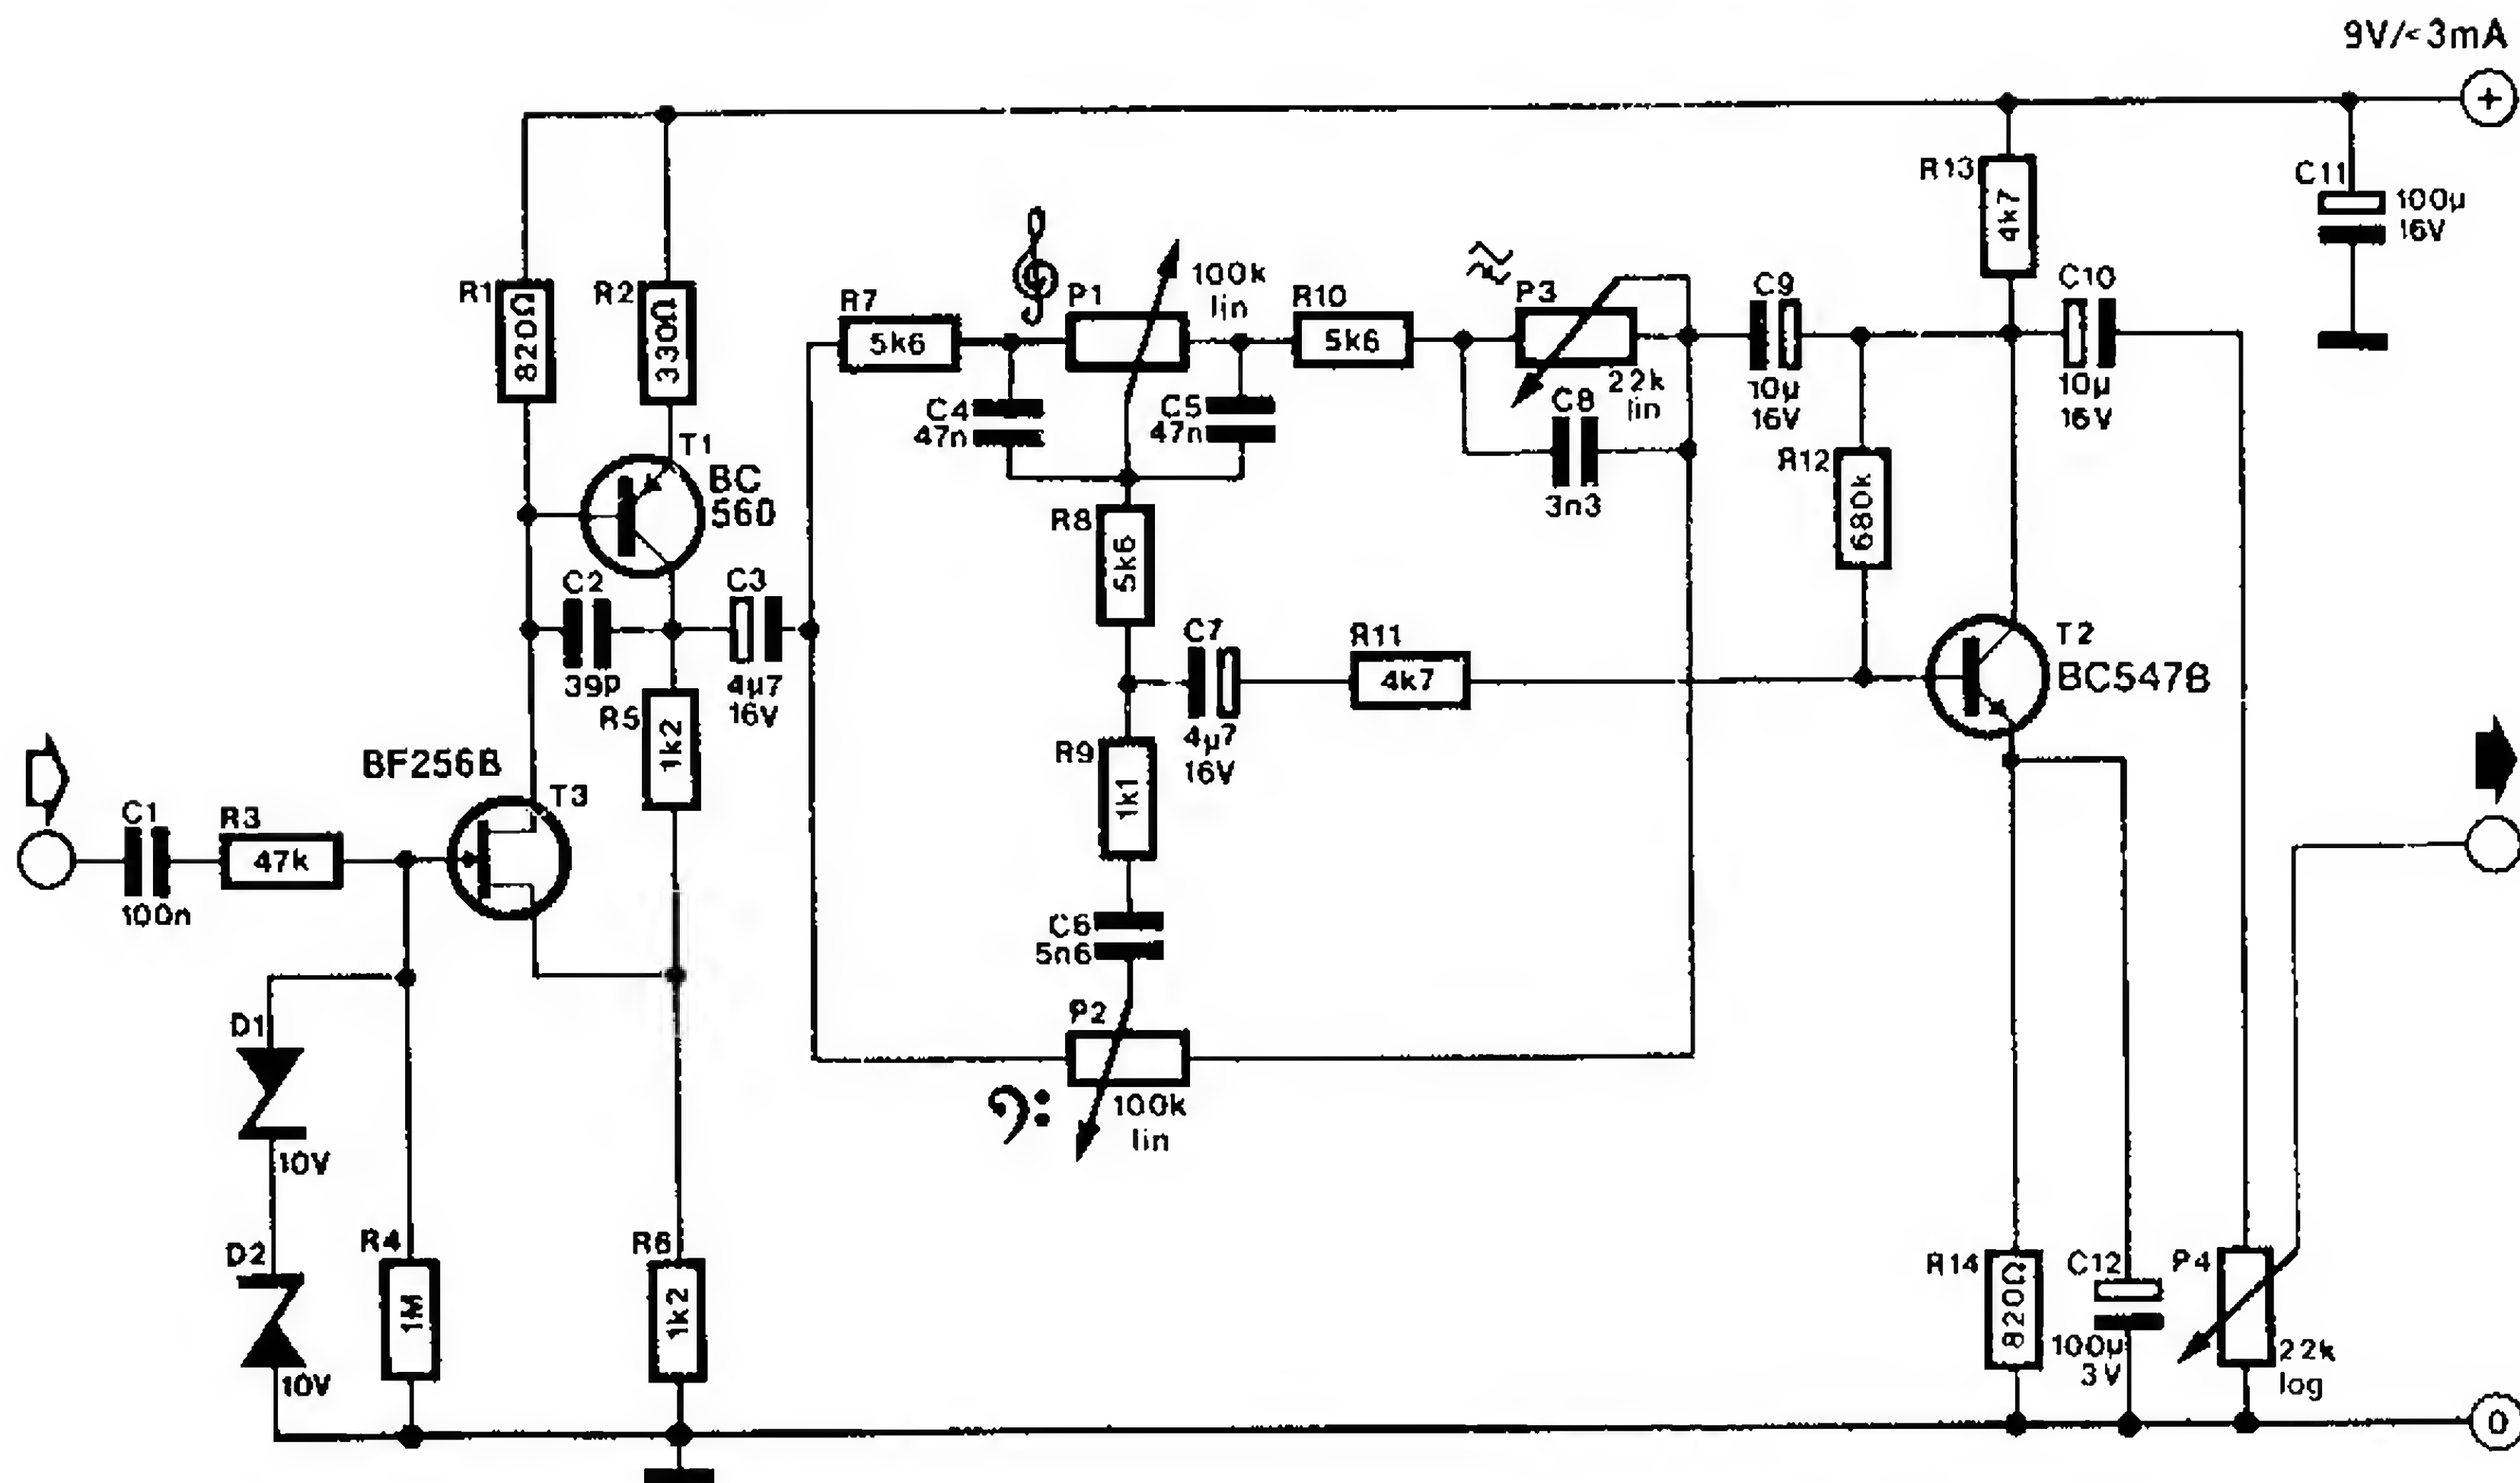 9V/<3mA
+
R1
820Ω
R2
330Ω
T1
BC
560
C2
39p
C3
4µ7
16V
R5
1k2
BF256B
T3
C1
100n
R3
47k
D1
10V
D2
10V
R4
1M
R6
1k2
R7
5k6
P1
100k
lin
C4
47n
C5
47n
R10
5k6
P3
22k
lin
C8
3n3
R8
5k6
C7
4µ7
16V
R11
4k7
R9
1k1
C6
5n6
P2
100k
lin
C9
10µ
16V
R12
680k
R13
4k7
C10
10µ
16V
C11
100µ
16V
T2
BC547B
R14
820Ω
C12
100µ
3V
P4
22k
log
0